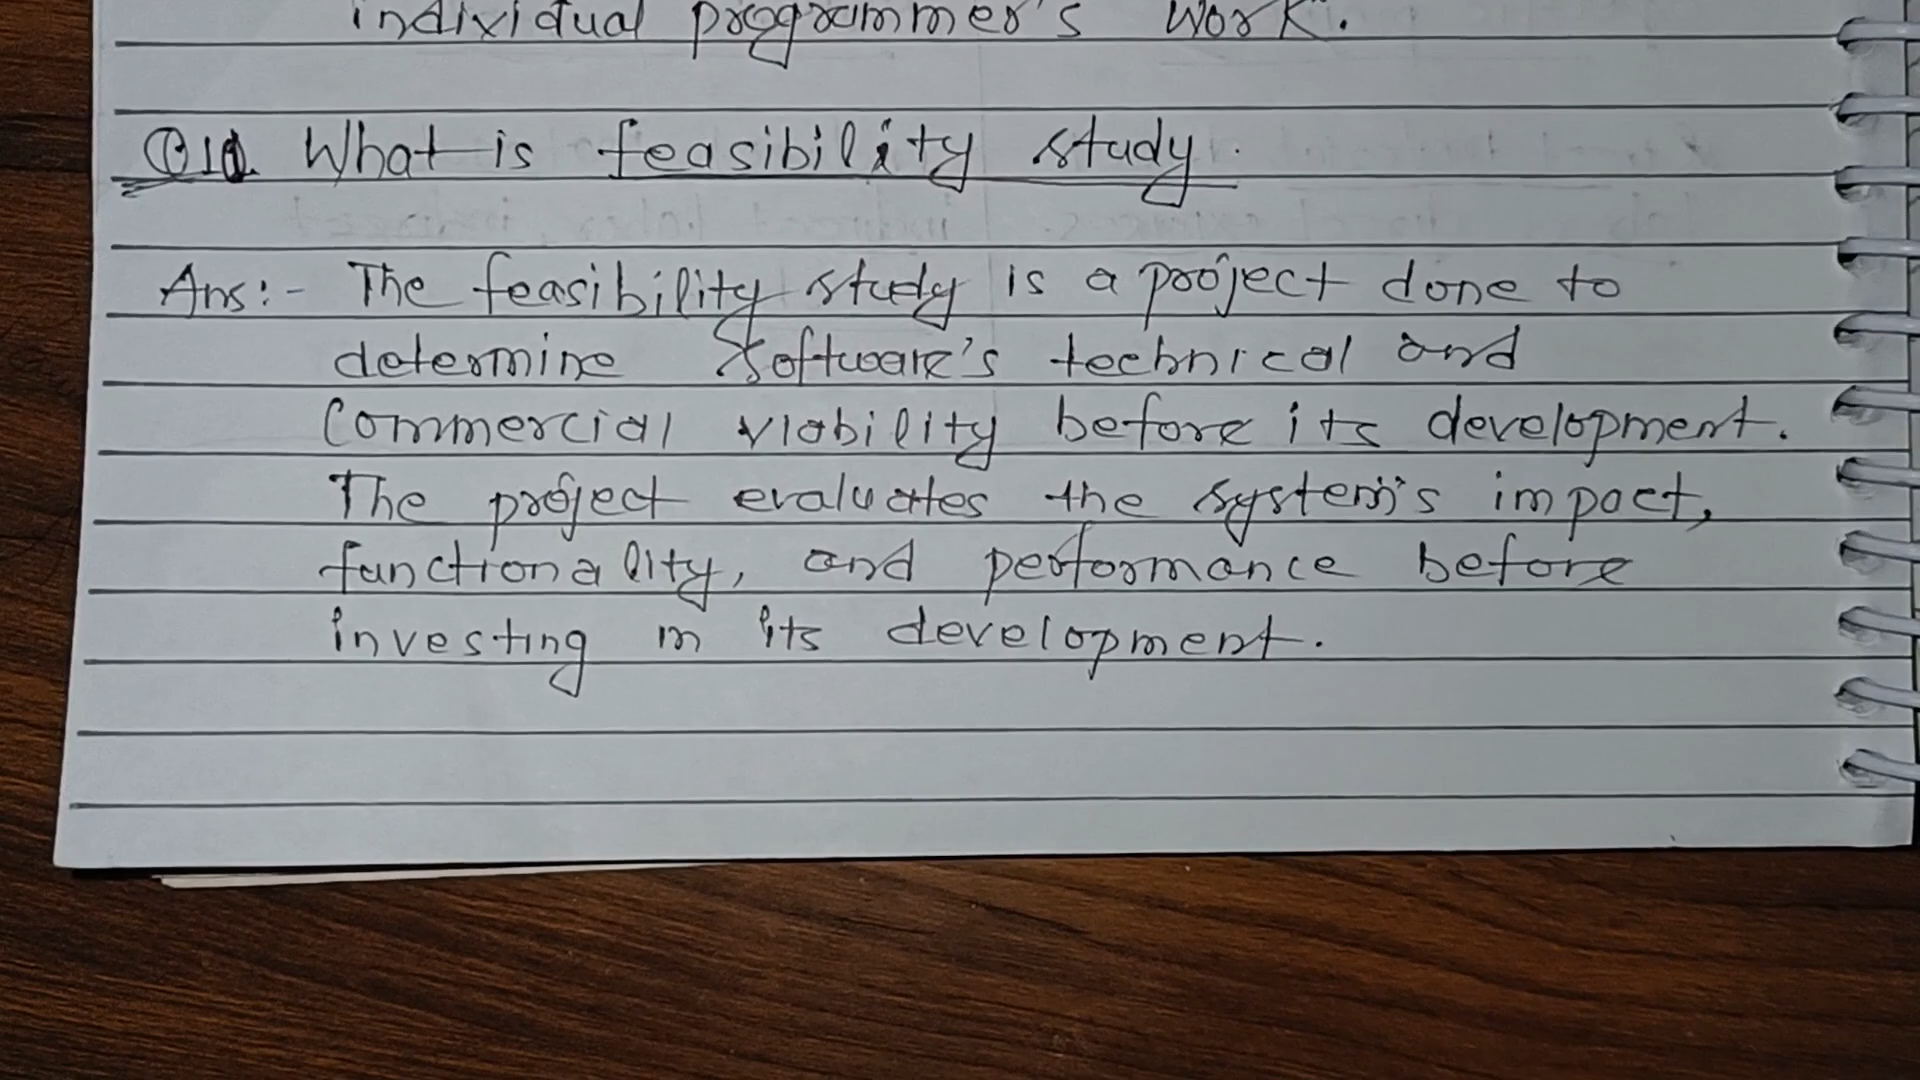 individual programmer's work.
Q10. What is feasibility study.
Ans:- The feasibility study is a project done to
determine software's technical and
Commercial viability before its development.
The project evaluates the system's impact,
functionality, and performance before
investing in its development.